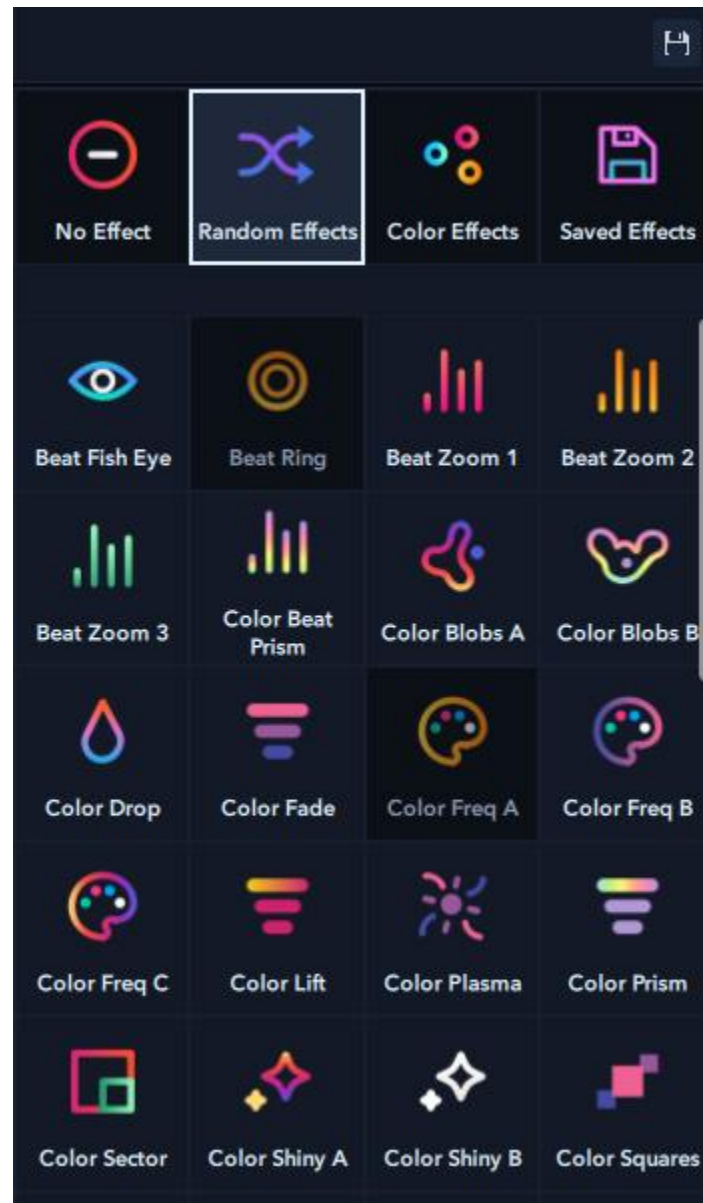 No Effect
Random Effects
Color Effects
Saved Effects
Beat Fish Eye
Beat Ring
Beat Zoom 1
Beat Zoom 2
Beat Zoom 3
Color Beat
Prism
Color Blobs A
Color Blobs B
Color Drop
Color Fade
Color Freq A
Color Freq B
Color Freq C
Color Lift
Color Plasma
Color Prism
Color Sector
Color Shiny A
Color Shiny B
Color Squares